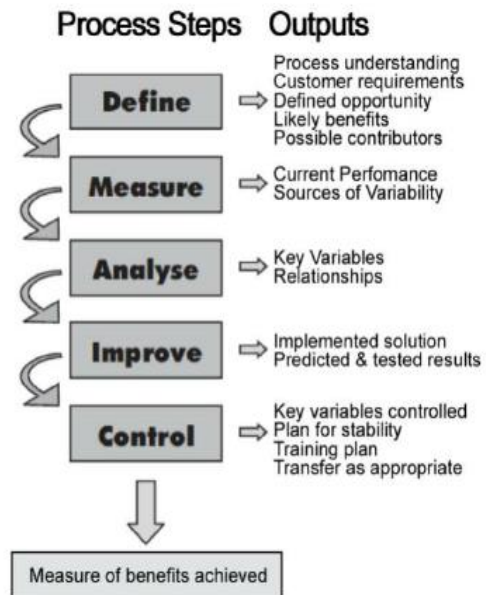 Process Steps Outputs
Define
Process understanding
Customer requirements
Defined opportunity
Likely benefits
Possible contributors
Measure
Current Perfomance
Sources of Variability
Analyse
Key Variables
Relationships
Improve
Implemented solution
Predicted & tested results
Control
Key variables controlled
Plan for stability
Training plan
Transfer as appropriate
Measure of benefits achieved